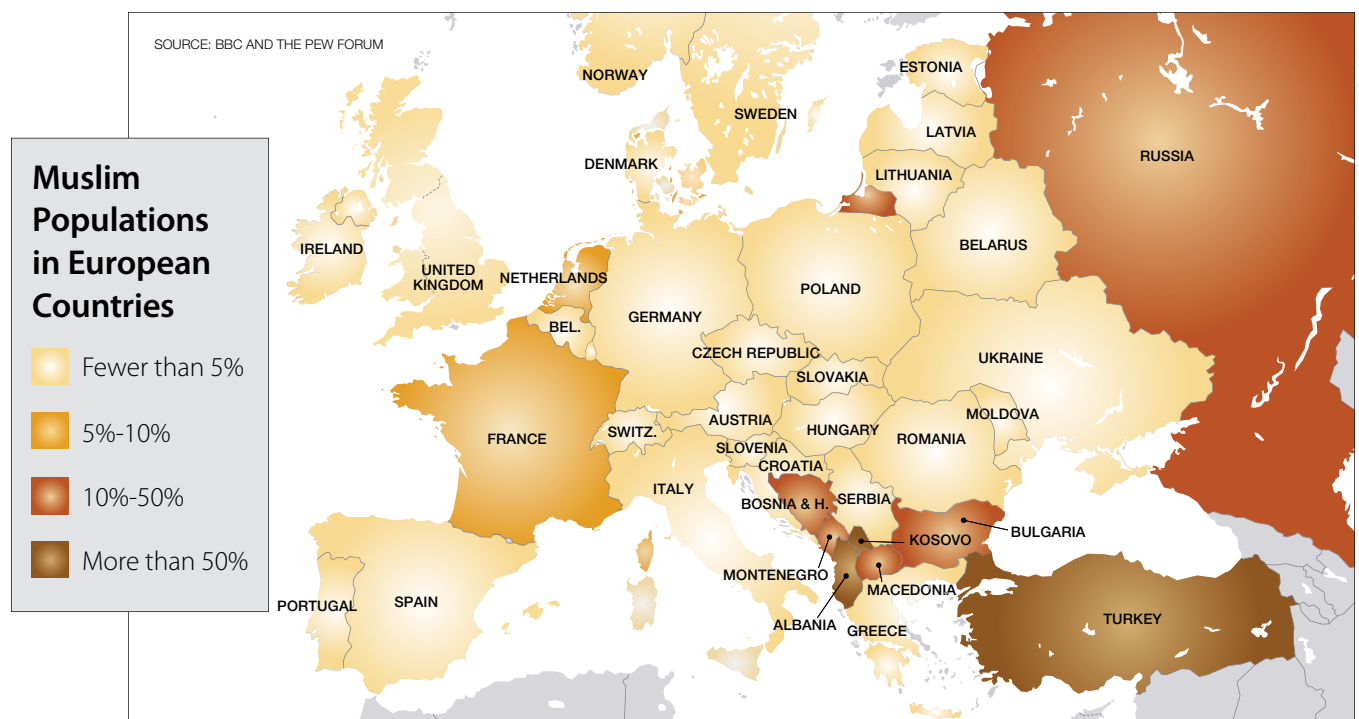 SOURCE: BBC AND THE PEW FORUM
Muslim
Populations
in European
Countries
Fewer than 5%
5%-10%
10%-50%
More than 50%
NORWAY
SWEDEN
ESTONIA
LATVIA
LITHUANIA
DENMARK
RUSSIA
IRELAND
UNITED
KINGDOM
NETHERLANDS
BELARUS
BEL.
GERMANY
POLAND
CZECH REPUBLIC
SLOVAKIA
UKRAINE
FRANCE
SWITZ.
AUSTRIA
HUNGARY
MOLDOVA
ROMANIA
SLOVENIA
CROATIA
ITALY
BOSNIA & H.
SERBIA
BULGARIA
KOSOVO
MONTENEGRO
MACEDONIA
ALBANIA
GREECE
PORTUGAL
SPAIN
TURKEY